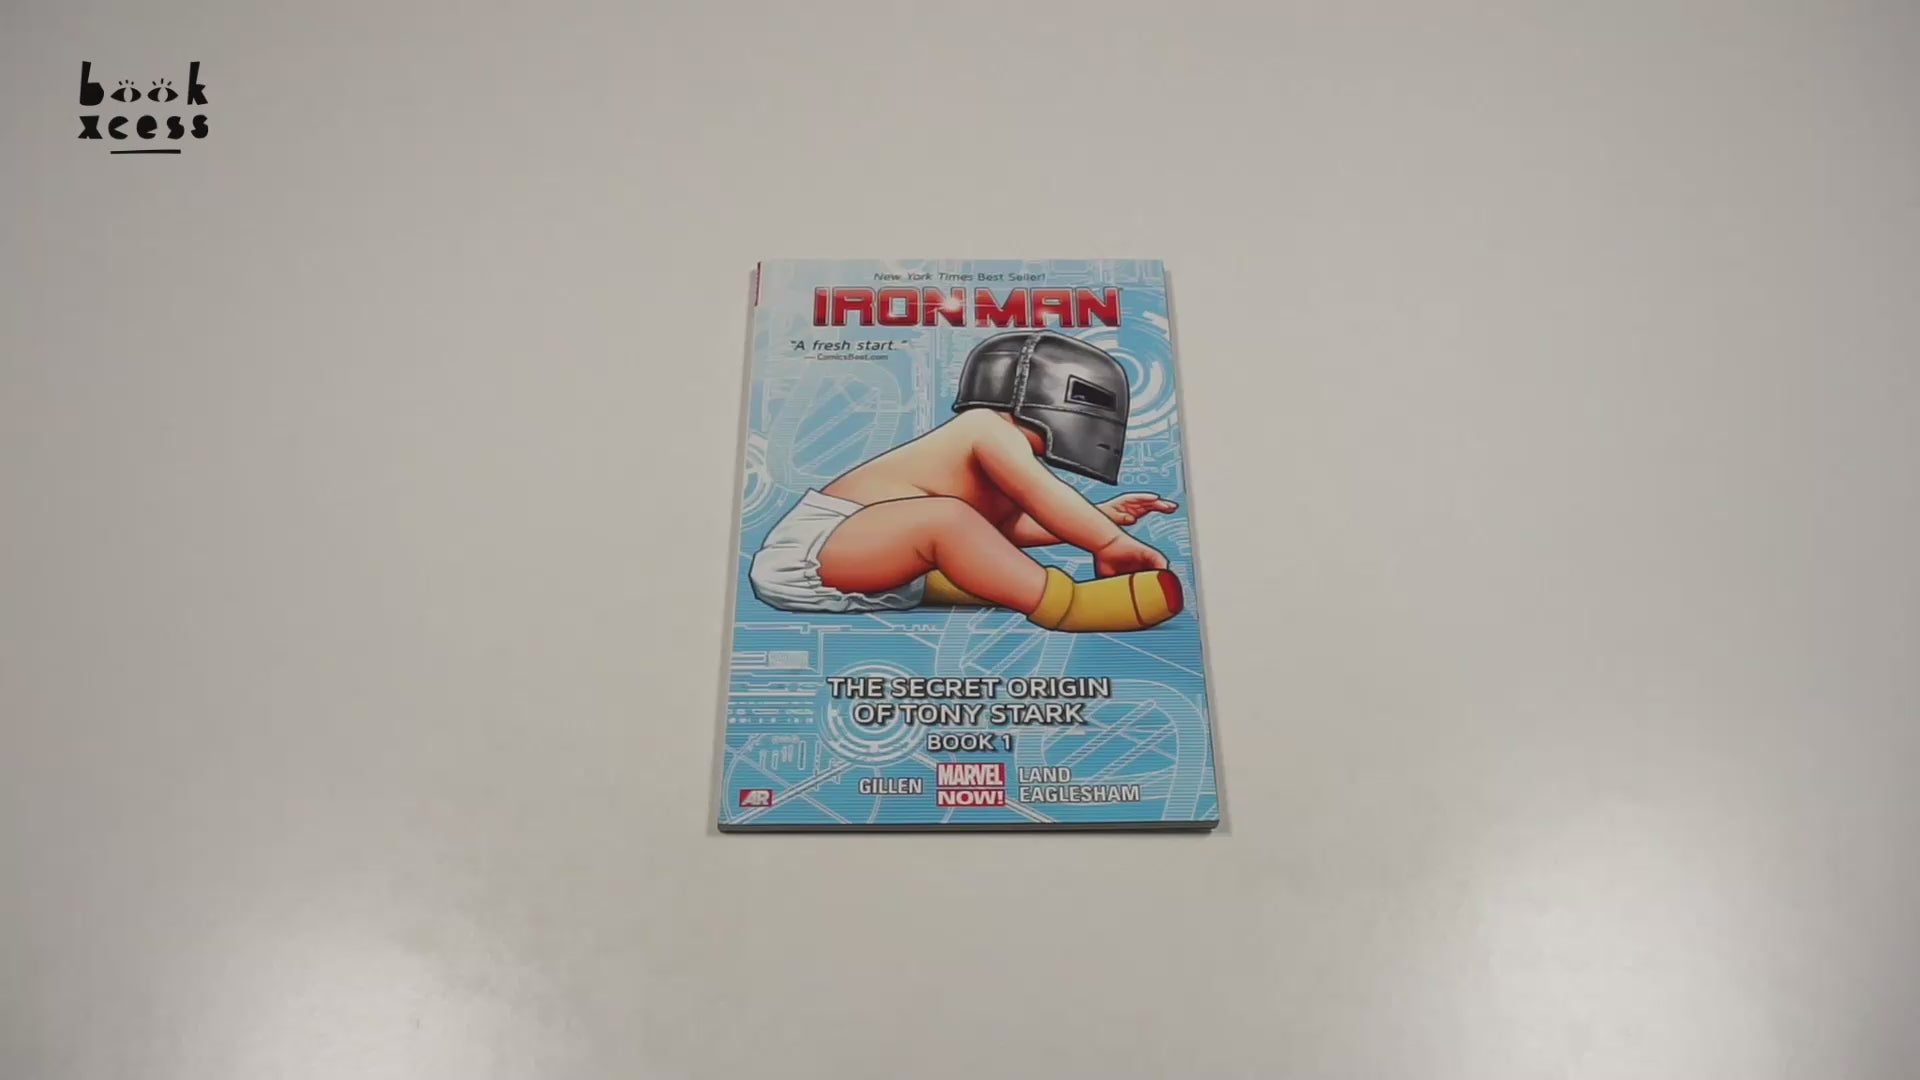 book
xcess
New York Times Best Seller!
IRON MAN
"A fresh start."
— ComicsBeat.com
THE SECRET ORIGIN
OF TONY STARK
BOOK 1
GILLEN
MARVEL
NOW!
LAND
EAGLESHAM
AR